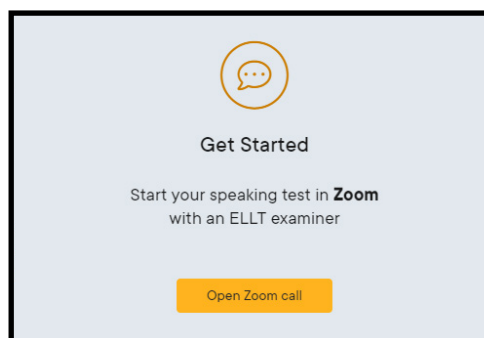 Get Started
Start your speaking test in Zoom
with an ELLT examiner
Open Zoom call